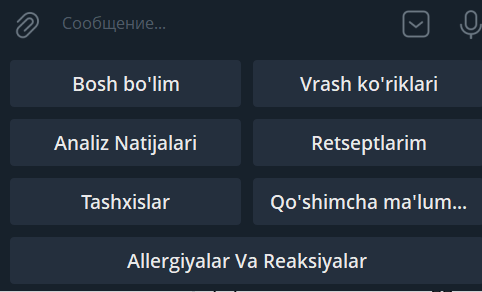 Сообщение...
Bosh bo'lim
Vrash ko'riklari
Analiz Natijalari
Retseptlarim
Tashxislar
Qo'shimcha ma'lum...
Allergiyalar Va Reaksiyalar